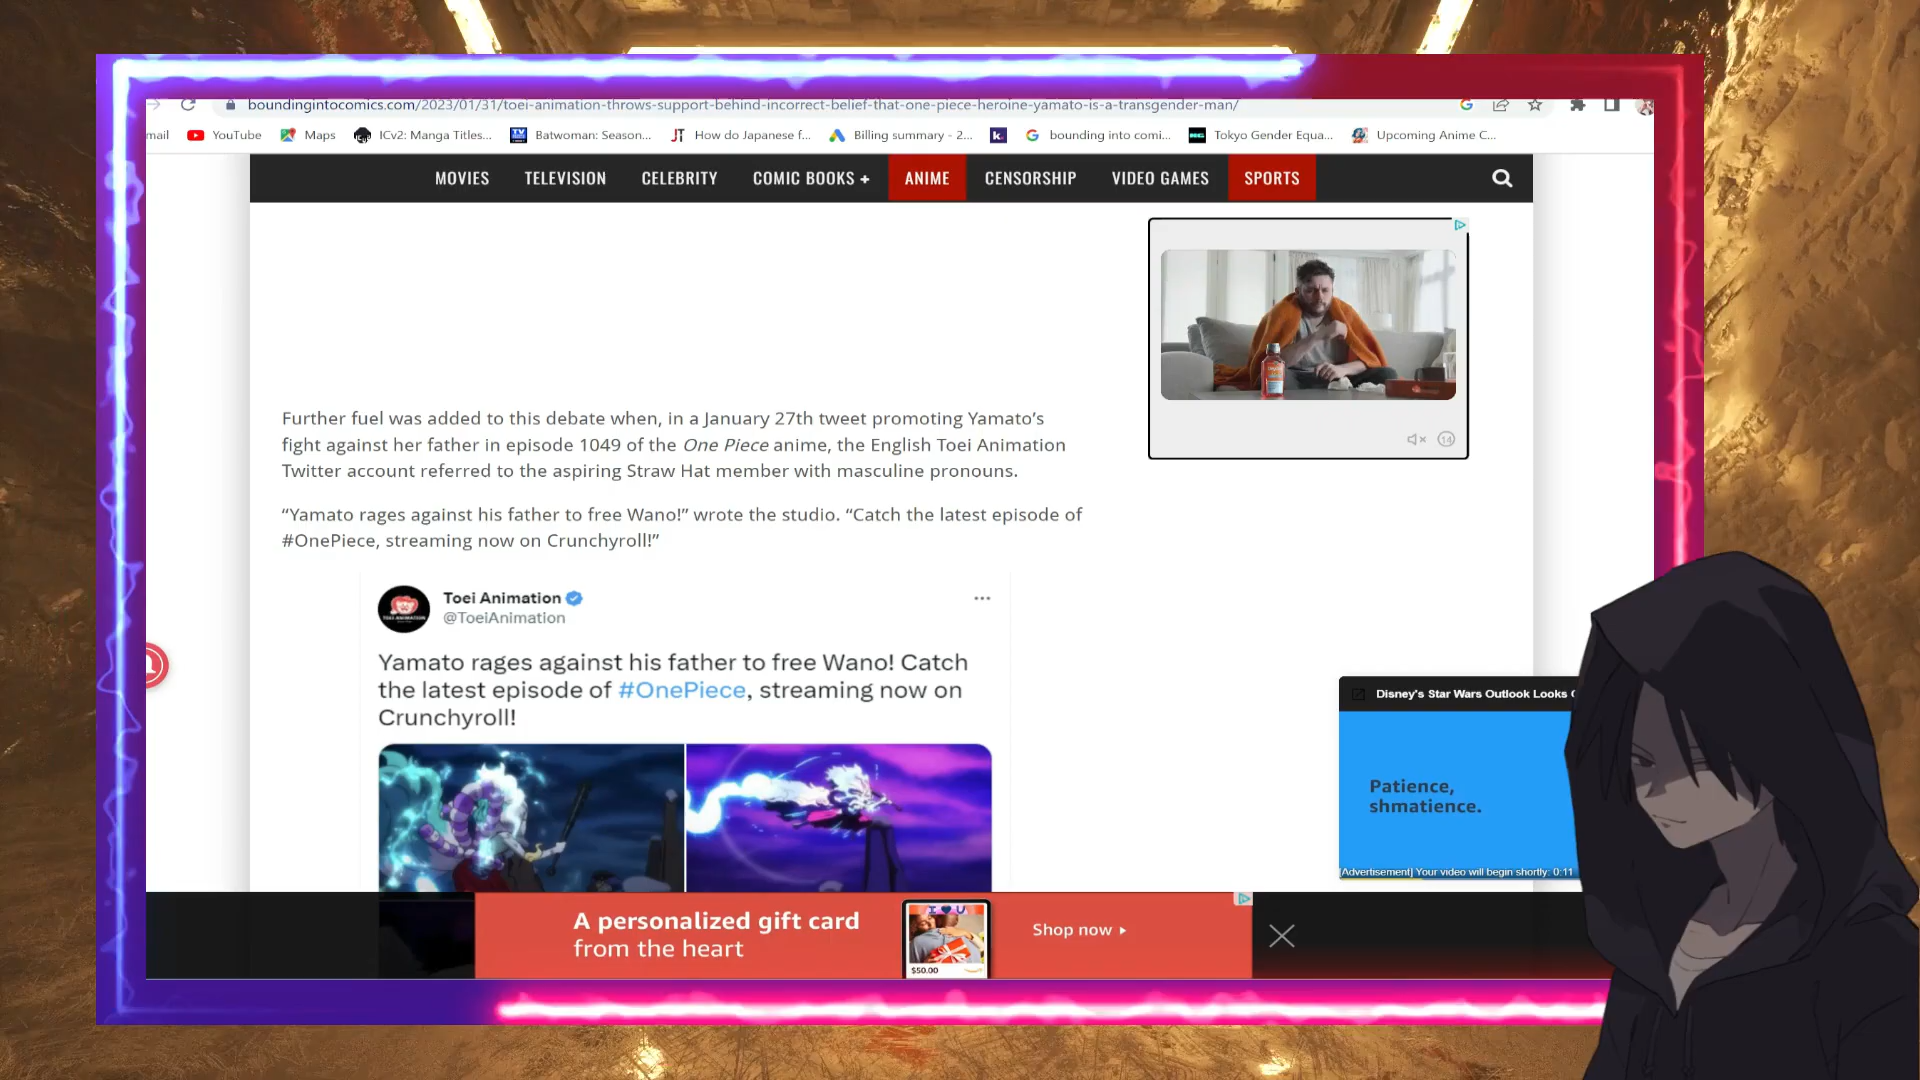 boundingintocomics.com/2023/01/31/toei-animation-throws-support-behind-incorrect-belief-that-one-piece-heroine-yamato-is-a-transgender-man/
mail YouTube Maps ICv2: Manga Titles... Batwoman: Season... How do Japanese f... Billing summary - 2... k. bounding into comi... Tokyo Gender Equa... Upcoming Anime C...
MOVIES TELEVISION CELEBRITY COMIC BOOKS + ANIME CENSORSHIP VIDEO GAMES SPORTS
14
Further fuel was added to this debate when, in a January 27th tweet promoting Yamato’s
fight against her father in episode 1049 of the One Piece anime, the English Toei Animation
Twitter account referred to the aspiring Straw Hat member with masculine pronouns.
“Yamato rages against his father to free Wano!” wrote the studio. “Catch the latest episode of
#OnePiece, streaming now on Crunchyroll!”
Toei Animation
@ToeiAnimation
Yamato rages against his father to free Wano! Catch
the latest episode of #OnePiece, streaming now on
Crunchyroll!
Disney's Star Wars Outlook Looks
Patience,
shmatience.
[Advertisement] Your video will begin shortly: 0:11
A personalized gift card
from the heart
I U
$50.00
Shop now